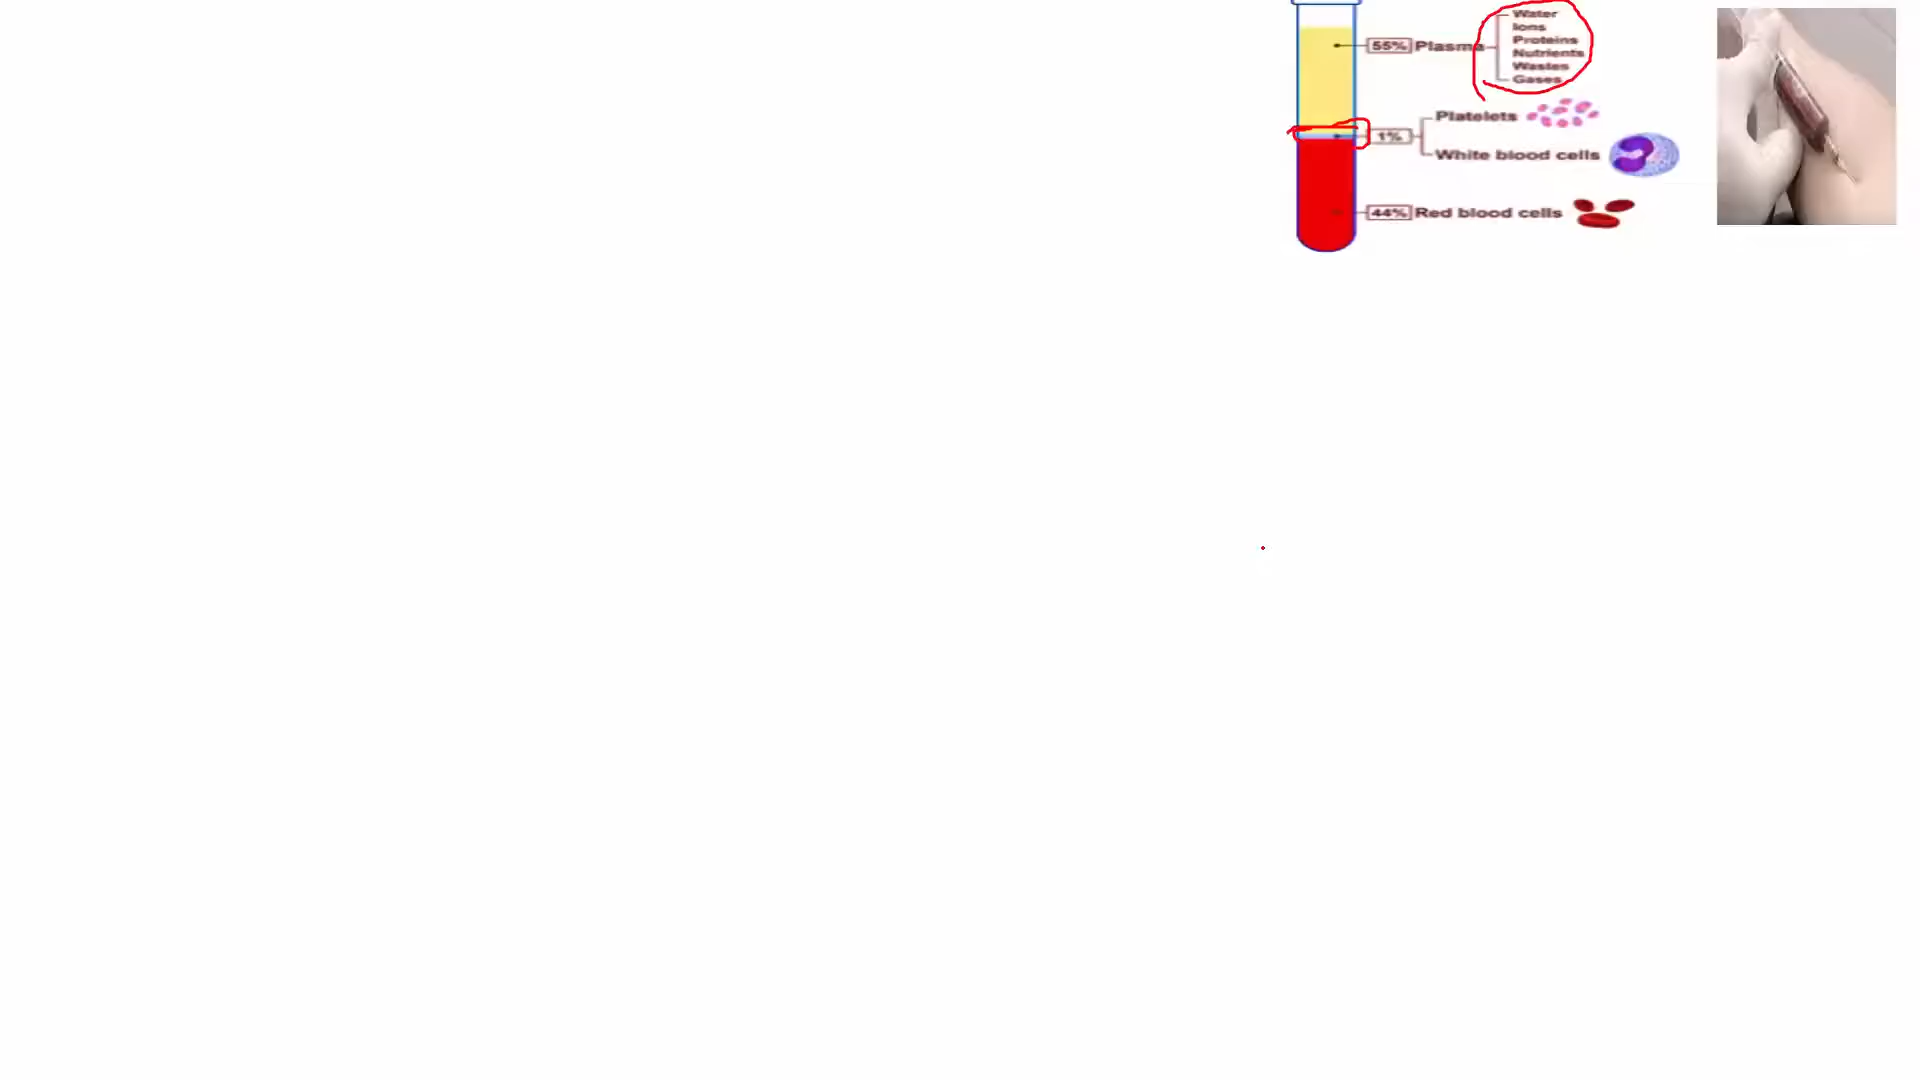 Water
Ions
Proteins
Nutrients
Wastes
Gases
55% Plasma
Platelets
1%
White blood cells
44% Red blood cells